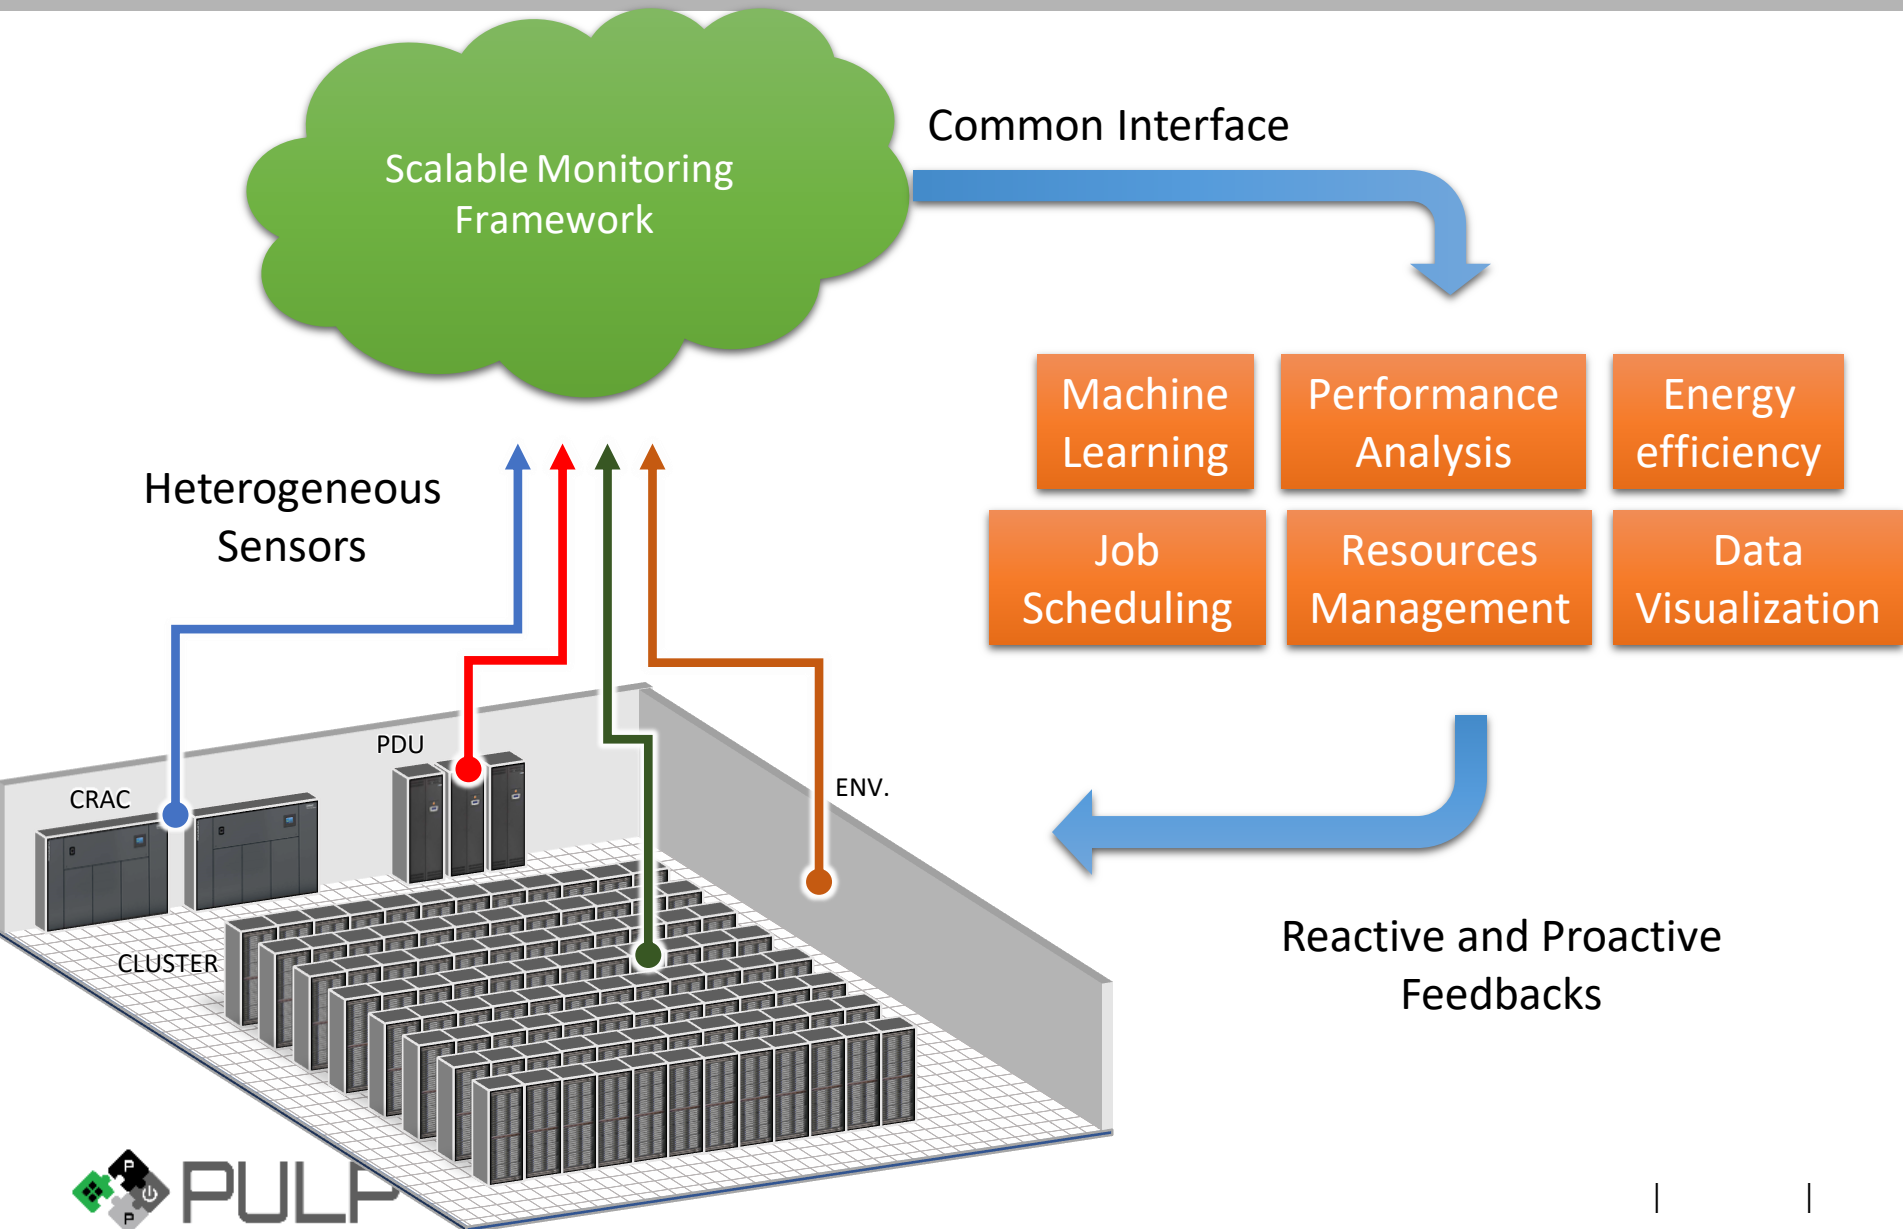 Scalable Monitoring
Framework
Common Interface
Machine
Learning
Performance
Analysis
Energy
efficiency
Job
Scheduling
Resources
Management
Data
Visualization
Heterogeneous
Sensors
PDU
CRAC
ENV.
CLUSTER
Reactive and Proactive
Feedbacks
P
P
PULP
| |